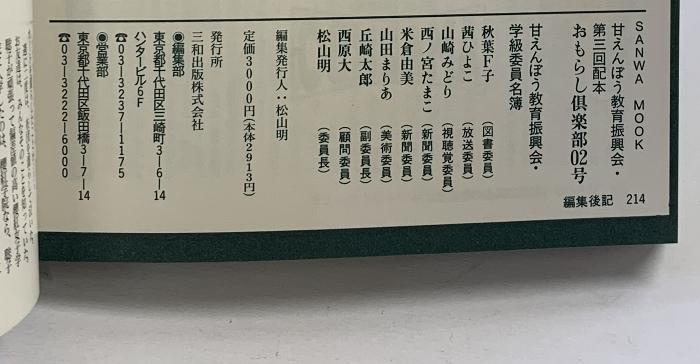 SANWA MOOK
甘えんぼう教育振興会・
第三回配本
おもらし倶楽部02号
甘えんぼう教育振興会・
学級委員名簿
秋葉F子 (図書委員)
茜ひよこ (放送委員)
山崎みどり (視聴覚委員)
西ノ宮たまこ (新聞委員)
米倉由美 (新聞委員)
山田まりあ (美術委員)
丘崎太郎 (副委員長)
西原大 (顧問委員)
松山明 (委員長)
編集発行人：松山明
定価3000円(本体2913円)
発行所
三和出版株式会社
●編集部
東京都千代田区三崎町3-6-14
ハンタービル6F
☎03-3237-1175
●営業部
東京都千代田区飯田橋3-7-14
☎03-3222-6000
編集後記 214